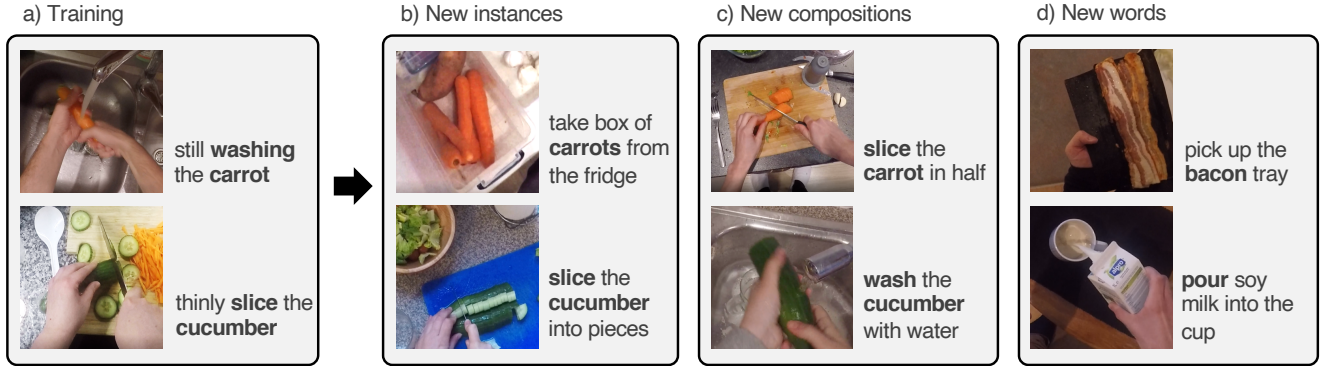 a) Training
still washing
the carrot
thinly slice the
cucumber
b) New instances
take box of
carrots from
the fridge
slice the
cucumber
into pieces
c) New compositions
slice the
carrot in half
wash the
cucumber
with water
d) New words
pick up the
bacon tray
pour soy
milk into the
cup